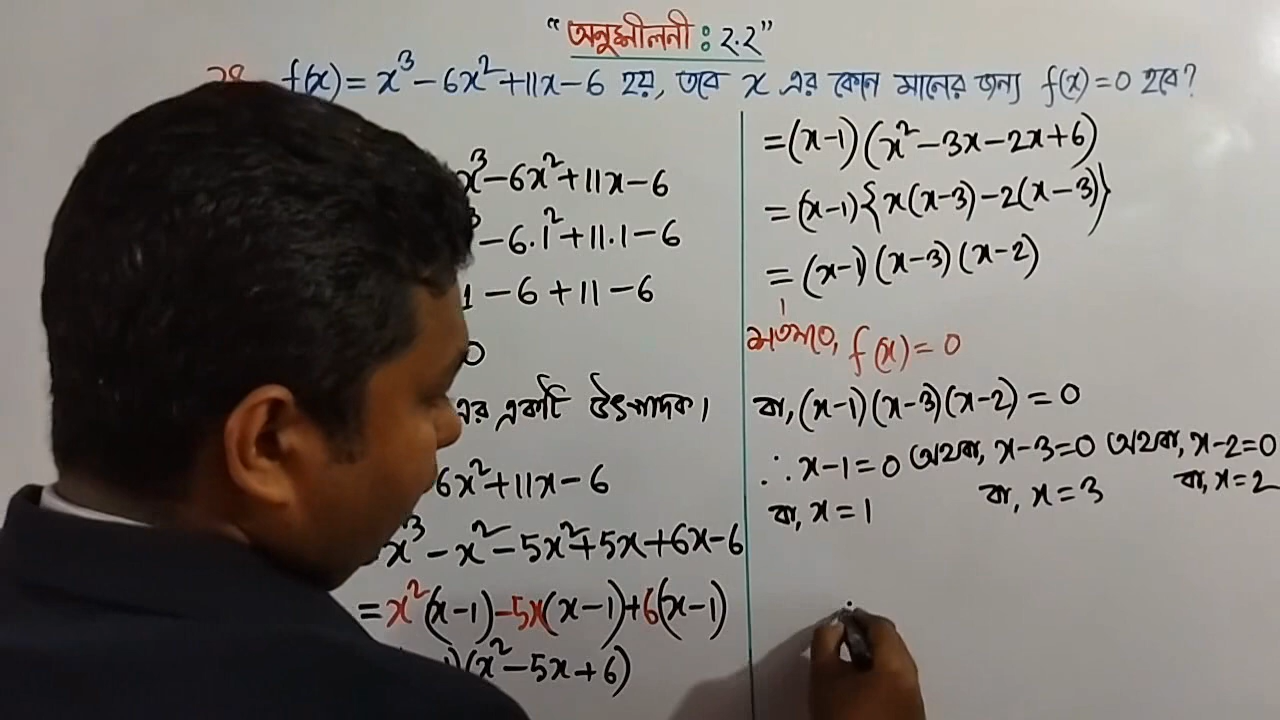 “অনুশীলনী : ২.২”
f(x) = x³ - 6x² + 11x - 6 হয়, তবে x এর কোন মানের জন্য f(x) = 0 হবে?
x³ - 6x² + 11x - 6
³ - 6.1² + 11.1 - 6
1 - 6 + 11 - 6
0
এর একটি উৎপাদক।
6x² + 11x - 6
x³ - x² - 5x² + 5x + 6x - 6
= x²(x-1) - 5x(x-1) + 6(x-1)
)(x² - 5x + 6)
= (x-1)(x² - 3x - 2x + 6)
= (x-1){x(x-3) - 2(x-3)}
= (x-1)(x-3)(x-2)
শর্তমতে, f(x) = 0
বা, (x-1)(x-3)(x-2) = 0
∴ x-1=0 অথবা, x-3=0 অথবা, x-2=0
বা, x = 1 বা, x = 3 বা, x = 2